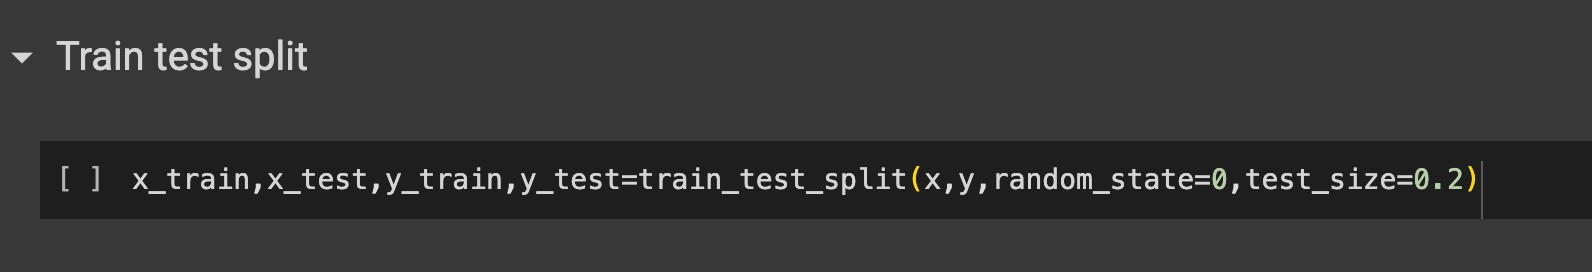 Train test split
[ ] x_train,x_test,y_train,y_test=train_test_split(x,y,random_state=0,test_size=0.2)